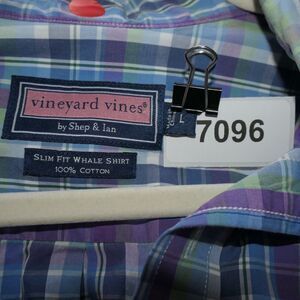 vineyard vines®
by Shep & Ian
L
7096
SLIM FIT WHALE SHIRT
100% COTTON